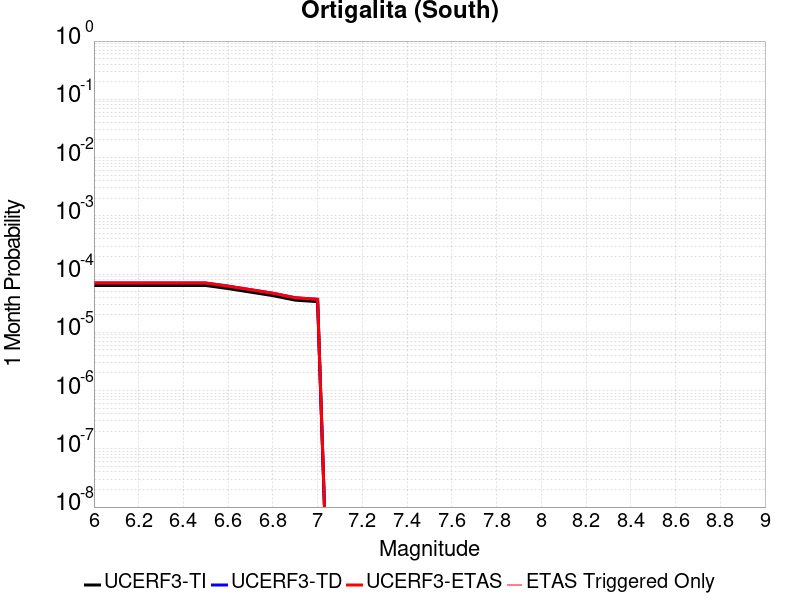 Ortigalita (South)
10^0
10^-1
10^-2
10^-3
10^-4
10^-5
10^-6
10^-7
10^-8
1 Month Probability
6 6.2 6.4 6.6 6.8 7 7.2 7.4 7.6 7.8 8 8.2 8.4 8.6 8.8 9
Magnitude
UCERF3-TI UCERF3-TD UCERF3-ETAS ETAS Triggered Only